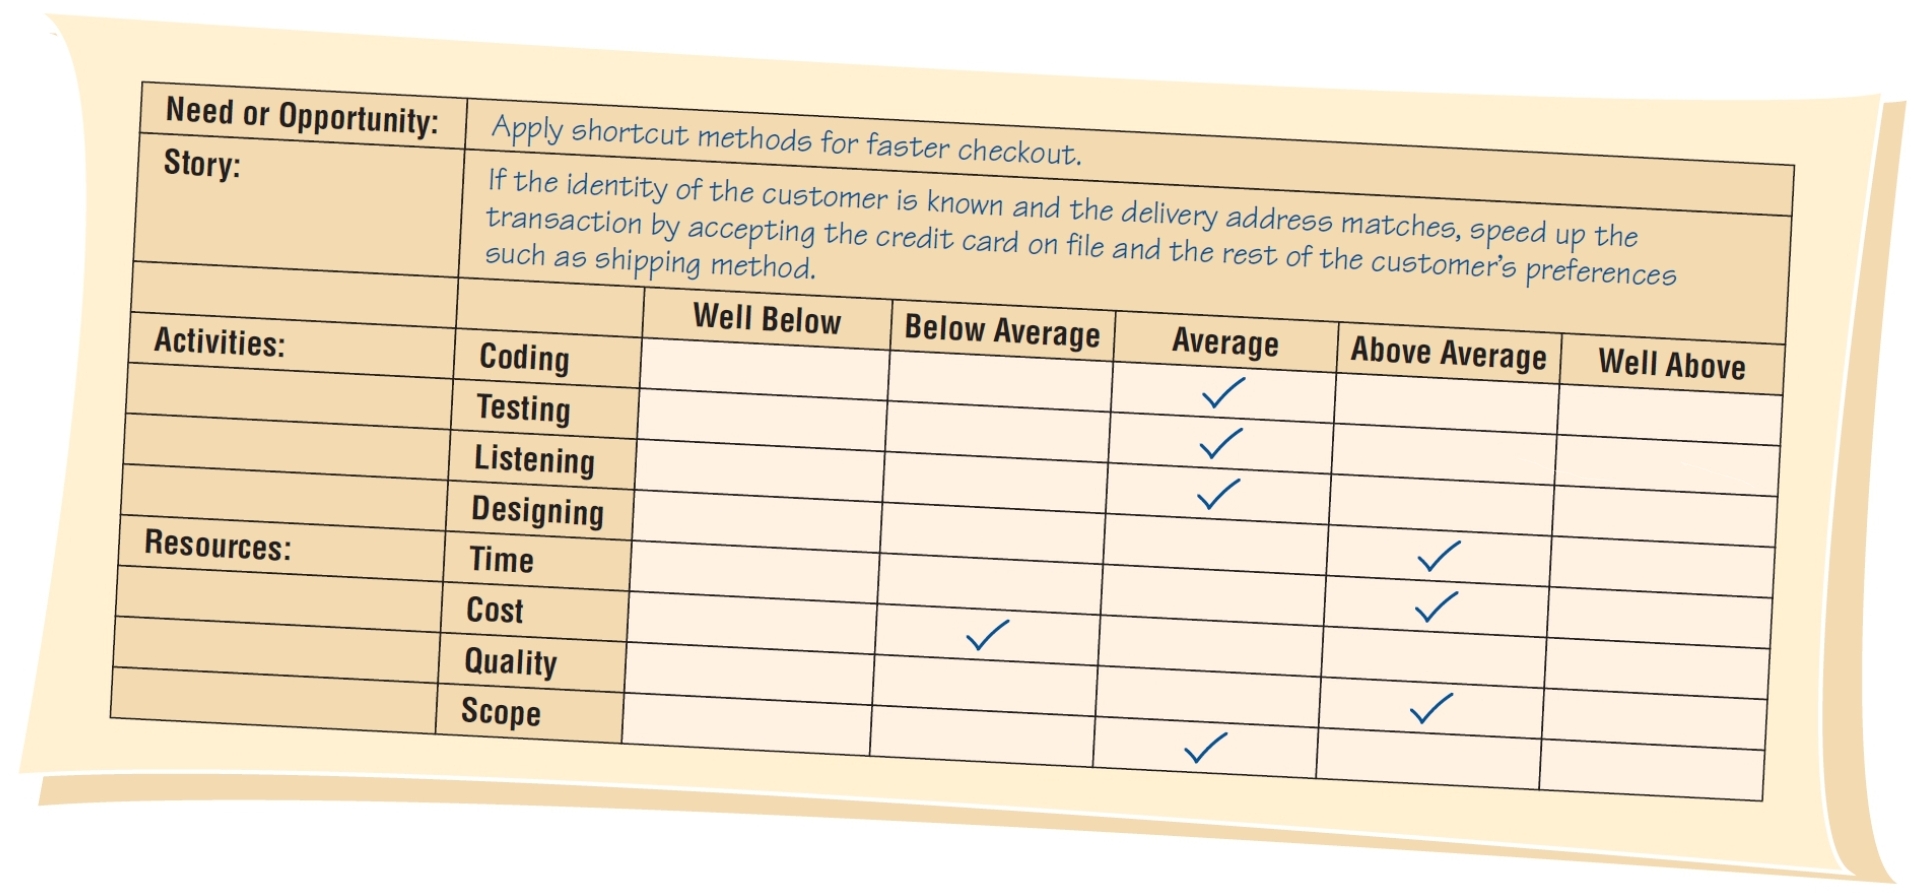 Need or Opportunity: Apply shortcut methods for faster checkout.
Story: If the identity of the customer is known and the delivery address matches, speed up the
transaction by accepting the credit card on file and the rest of the customer's preferences
such as shipping method.
Well Below Below Average Average Above Average Well Above
Activities: Coding ✓
Testing ✓
Listening ✓
Designing ✓
Resources: Time ✓
Cost ✓
Quality ✓
Scope ✓